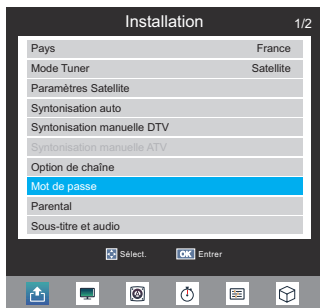 Installation 1/2
Pays France
Mode Tuner Satellite
Paramètres Satellite
Syntonisation auto
Syntonisation manuelle DTV
Syntonisation manuelle ATV
Option de chaîne
Mot de passe
Parental
Sous-titre et audio
Sélect. OK Entrer